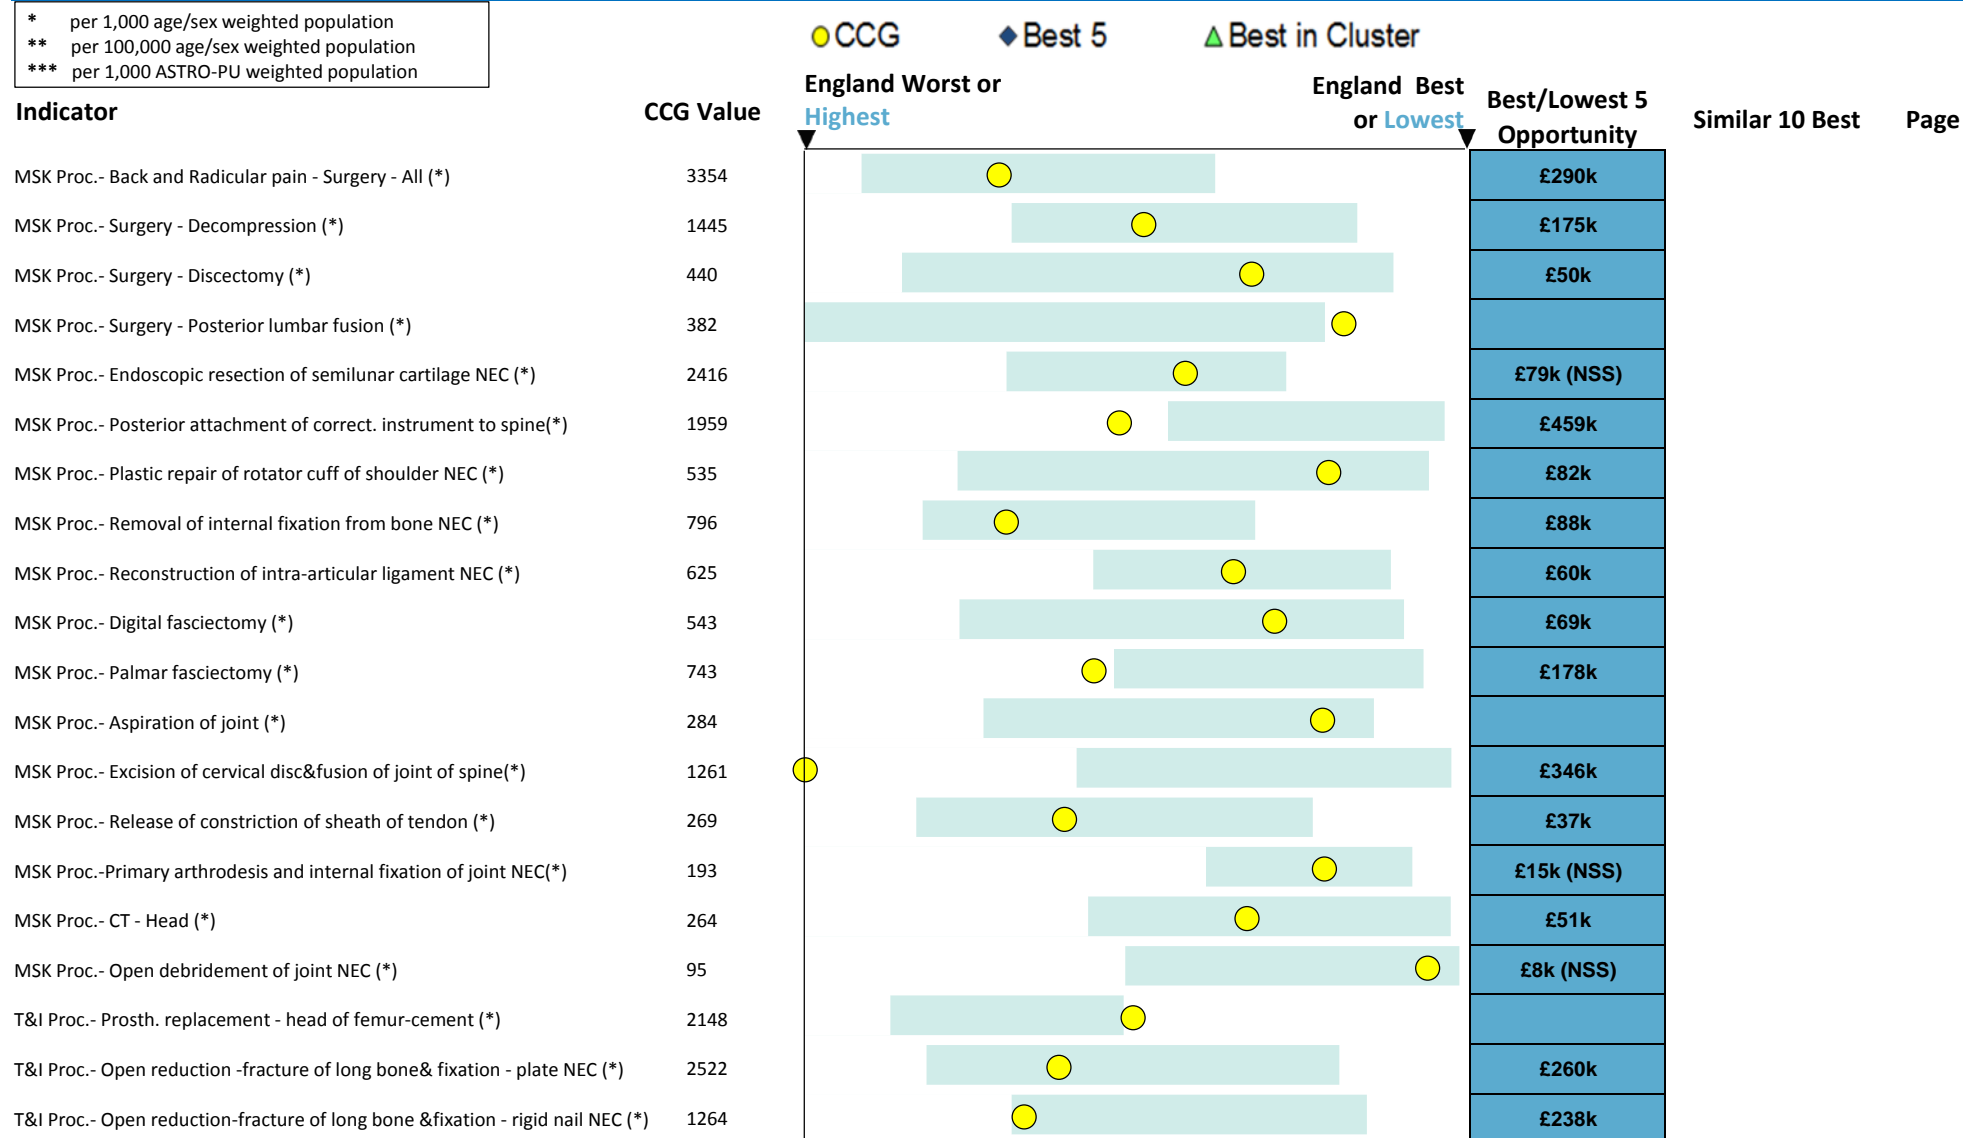 * per 1,000 age/sex weighted population
** per 100,000 age/sex weighted population
*** per 1,000 ASTRO-PU weighted population
CCG Best 5 Best in Cluster
Indicator CCG Value England Worst or Highest England Best or Lowest Best/Lowest 5 Opportunity Similar 10 Best Page
MSK Proc.- Back and Radicular pain - Surgery - All (*) 3354 £290k
MSK Proc.- Surgery - Decompression (*) 1445 £175k
MSK Proc.- Surgery - Discectomy (*) 440 £50k
MSK Proc.- Surgery - Posterior lumbar fusion (*) 382
MSK Proc.- Endoscopic resection of semilunar cartilage NEC (*) 2416 £79k (NSS)
MSK Proc.- Posterior attachment of correct. instrument to spine(*) 1959 £459k
MSK Proc.- Plastic repair of rotator cuff of shoulder NEC (*) 535 £82k
MSK Proc.- Removal of internal fixation from bone NEC (*) 796 £88k
MSK Proc.- Reconstruction of intra-articular ligament NEC (*) 625 £60k
MSK Proc.- Digital fasciectomy (*) 543 £69k
MSK Proc.- Palmar fasciectomy (*) 743 £178k
MSK Proc.- Aspiration of joint (*) 284
MSK Proc.- Excision of cervical disc&fusion of joint of spine(*) 1261 £346k
MSK Proc.- Release of constriction of sheath of tendon (*) 269 £37k
MSK Proc.-Primary arthrodesis and internal fixation of joint NEC(*) 193 £15k (NSS)
MSK Proc.- CT - Head (*) 264 £51k
MSK Proc.- Open debridement of joint NEC (*) 95 £8k (NSS)
T&I Proc.- Prosth. replacement - head of femur-cement (*) 2148
T&I Proc.- Open reduction -fracture of long bone& fixation - plate NEC (*) 2522 £260k
T&I Proc.- Open reduction-fracture of long bone &fixation - rigid nail NEC (*) 1264 £238k